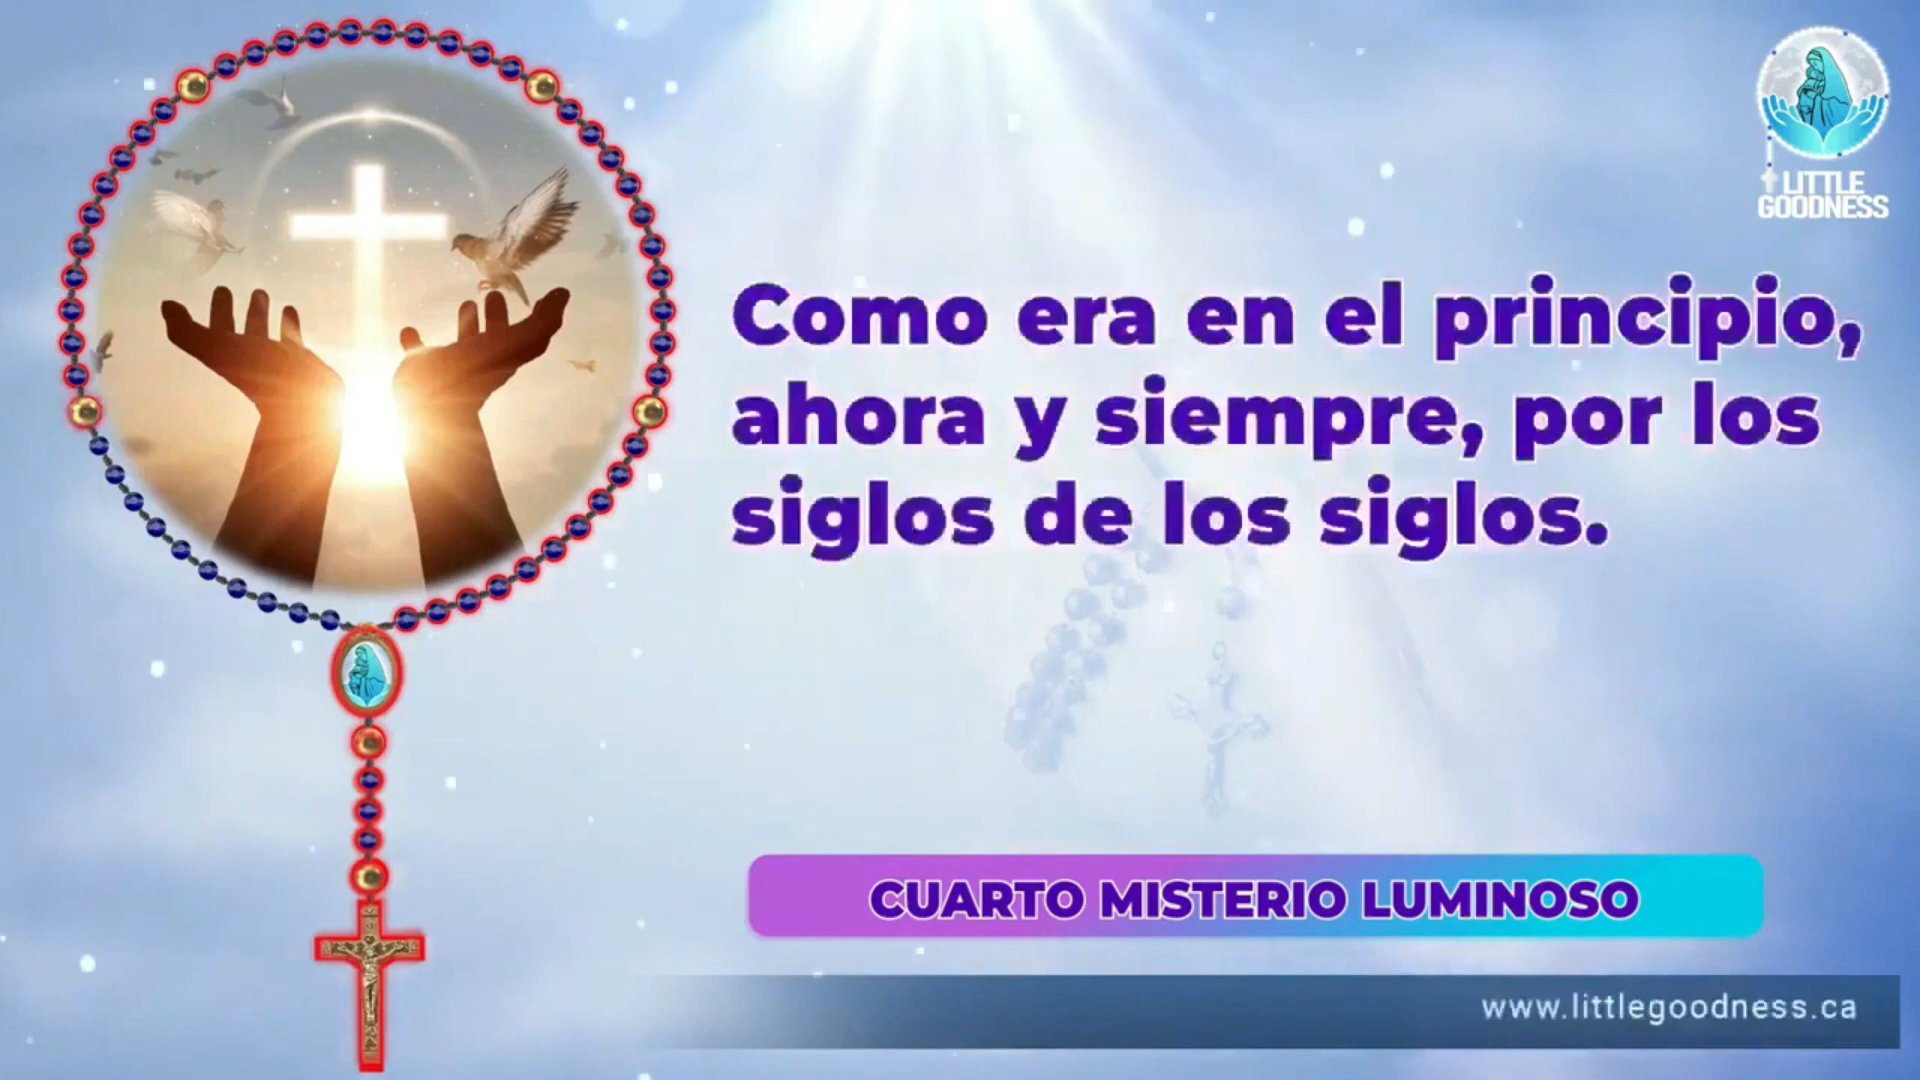 LITTLE
GOODNESS
Como era en el principio,
ahora y siempre, por los
siglos de los siglos.
CUARTO MISTERIO LUMINOSO
www.littlegoodness.ca